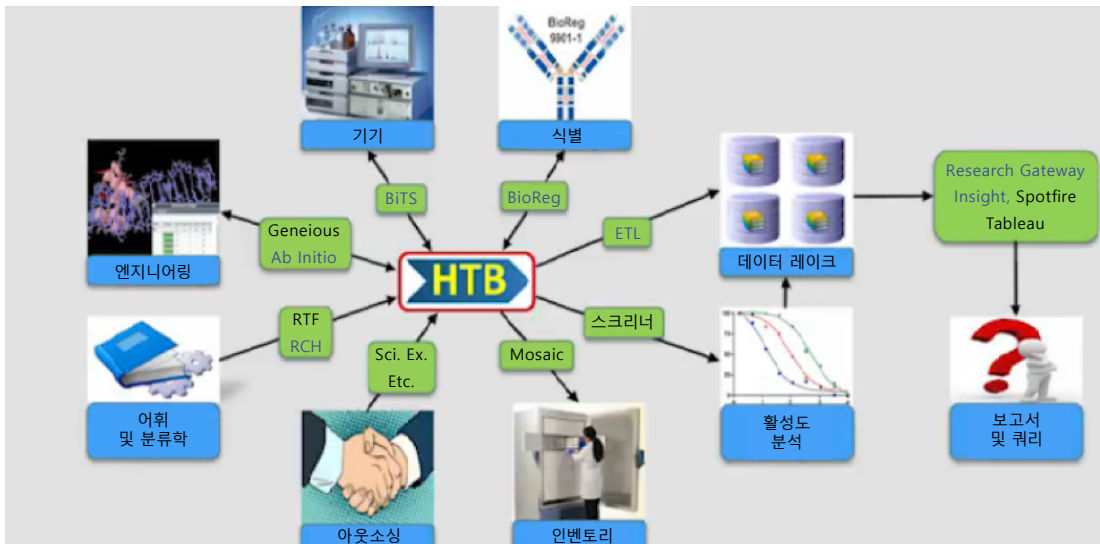 BioReg
9901-1
기기
식별
BiTS
BioReg
Research Gateway
Insight, Spotfire
Tableau
Geneious
Ab Initio
ETL
엔지니어링
HTB
데이터 레이크
RTF
RCH
스크리너
Sci. Ex.
Etc.
Mosaic
어휘
및 분류학
활성도
분석
보고서
및 쿼리
아웃소싱
인벤토리